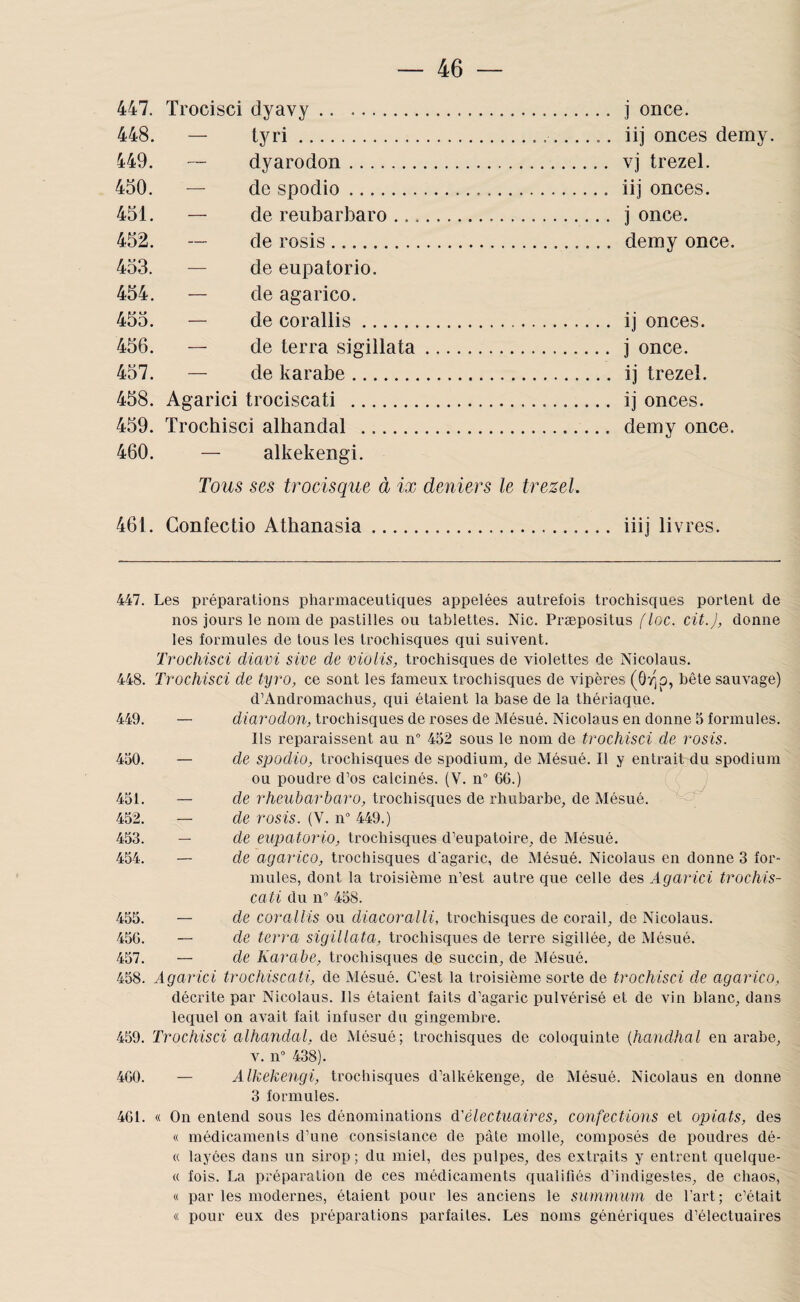 — 46 —
447. Trocisci dyavy .. .......................... j once.
448. — tyri .............................. iij onces demy.
449. — dyarodon .......................... vj trezel.
450. — de spodio .......................... iij onces.
451. — de reubarbaro ...................... j once.
452. — de rosis ........................... demy once.
453. — de eupatorio.
454. — de agarico.
455. — de corallis ......................... ij onces.
456. — de terra sigillata ................... j once.
457. — de karabe .......................... ij trezel.
458. Agarici trociscati .......................... ij onces.
459. Trochisci alhandal ......................... demy once.
460. — alkekengi.
Tous ses trocisque à ix deniers le trezel.
461. Confectio Athanasia ........................ iiij livres.
447. Les préparations pharmaceutiques appelées autrefois trochisques portent de
nos jours le nom de pastilles ou tablettes. Nic. Præpositus (loc. cit.), donne
les formules de tous les trochisques qui suivent.
Trochisci diavi sive de violis, trochisques de violettes de Nicolaus.
448. Trochisci de tyro, ce sont les fameux trochisques de vipères (θὴρ, bête sauvage)
d'Andromachus, qui étaient la base de la thériaque.
449. — diarodon, trochisques de roses de Mésué. Nicolaus en donne 5 formules.
Ils reparaissent au n° 452 sous le nom de trochisci de rosis.
450. — de spodio, trochisques de spodium, de Mésué. Il y entrait du spodium
ou poudre d'os calcinés. (V. n° 66.)
451. — de rheubarbaro, trochisques de rhubarbe, de Mésué.
452. — de rosis. (V. n° 449.)
453. — de eupatorio, trochisques d'eupatoire, de Mésué.
454. — de agarico, trochisques d'agaric, de Mésué. Nicolaus en donne 3 for-
mules, dont la troisième n'est autre que celle des Agarici trochis-
cati du n° 458.
455. — de corallis ou diacoralli, trochisques de corail, de Nicolaus.
456. — de terra sigillata, trochisques de terre sigillée, de Mésué.
457. — de Karabe, trochisques de succin, de Mésué.
458. Agarici trochiscati, de Mésué. C'est la troisième sorte de trochisci de agarico,
décrite par Nicolaus. Ils étaient faits d'agaric pulvérisé et de vin blanc, dans
lequel on avait fait infuser du gingembre.
459. Trochisci alhandal, de Mésué; trochisques de coloquinte (handhal en arabe,
v. n° 438).
460. — Alkekengi, trochisques d'alkékenge, de Mésué. Nicolaus en donne
3 formules.
461. « On entend sous les dénominations d'électuaires, confections et opiats, des
« médicaments d'une consistance de pâte molle, composés de poudres dé-
« layées dans un sirop; du miel, des pulpes, des extraits y entrent quelque-
« fois. La préparation de ces médicaments qualifiés d'indigestes, de chaos,
« par les modernes, étaient pour les anciens le summum de l'art; c'était
« pour eux des préparations parfaites. Les noms génériques d'électuaires